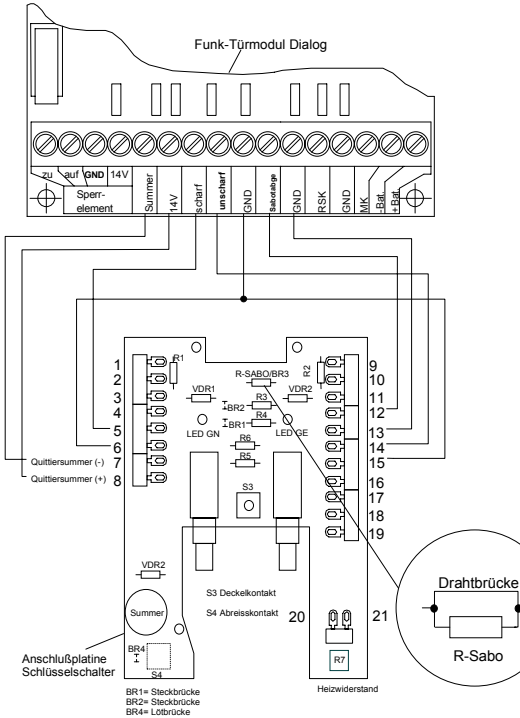 Funk-Türmodul Dialog
zu auf GND 14V Summer 14V scharf unscharf GND Sabotabge GND RSK GND MK -Bat. +Bat.
Sperr-
element
1
2
3
4
5
6
7
8
R1
R-SABO/BR3
R2
VDR1
VDR2
BR2
R3
BR1
R4
LED GN
LED GE
R6
R5
S3
9
10
11
12
13
14
15
16
17
18
19
Quittiersummer (-)
Quittiersummer (+)
VDR2
S3 Deckelkontakt
Summer
S4 Abreisskontakt
20
21
BR4
S4
R7
Anschlußplatine
Schlüsselschalter
Heizwiderstand
BR1= Steckbrücke
BR2= Steckbrücke
BR4= Lötbrücke
Drahtbrücke
R-Sabo